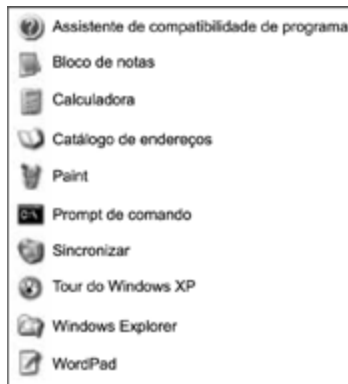 Assistente de compatibilidade de programa
Bloco de notas
Calculadora
Catálogo de endereços
Paint
Prompt de comando
Sincronizar
Tour do Windows XP
Windows Explorer
WordPad